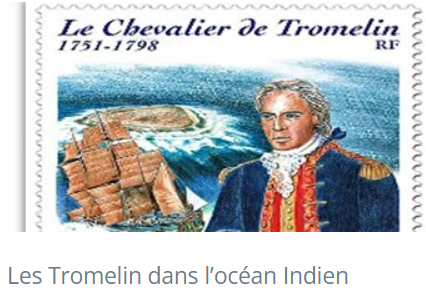 Le Chevalier de Tromelin
1751-1798
RF
Les Tromelin dans l’océan Indien